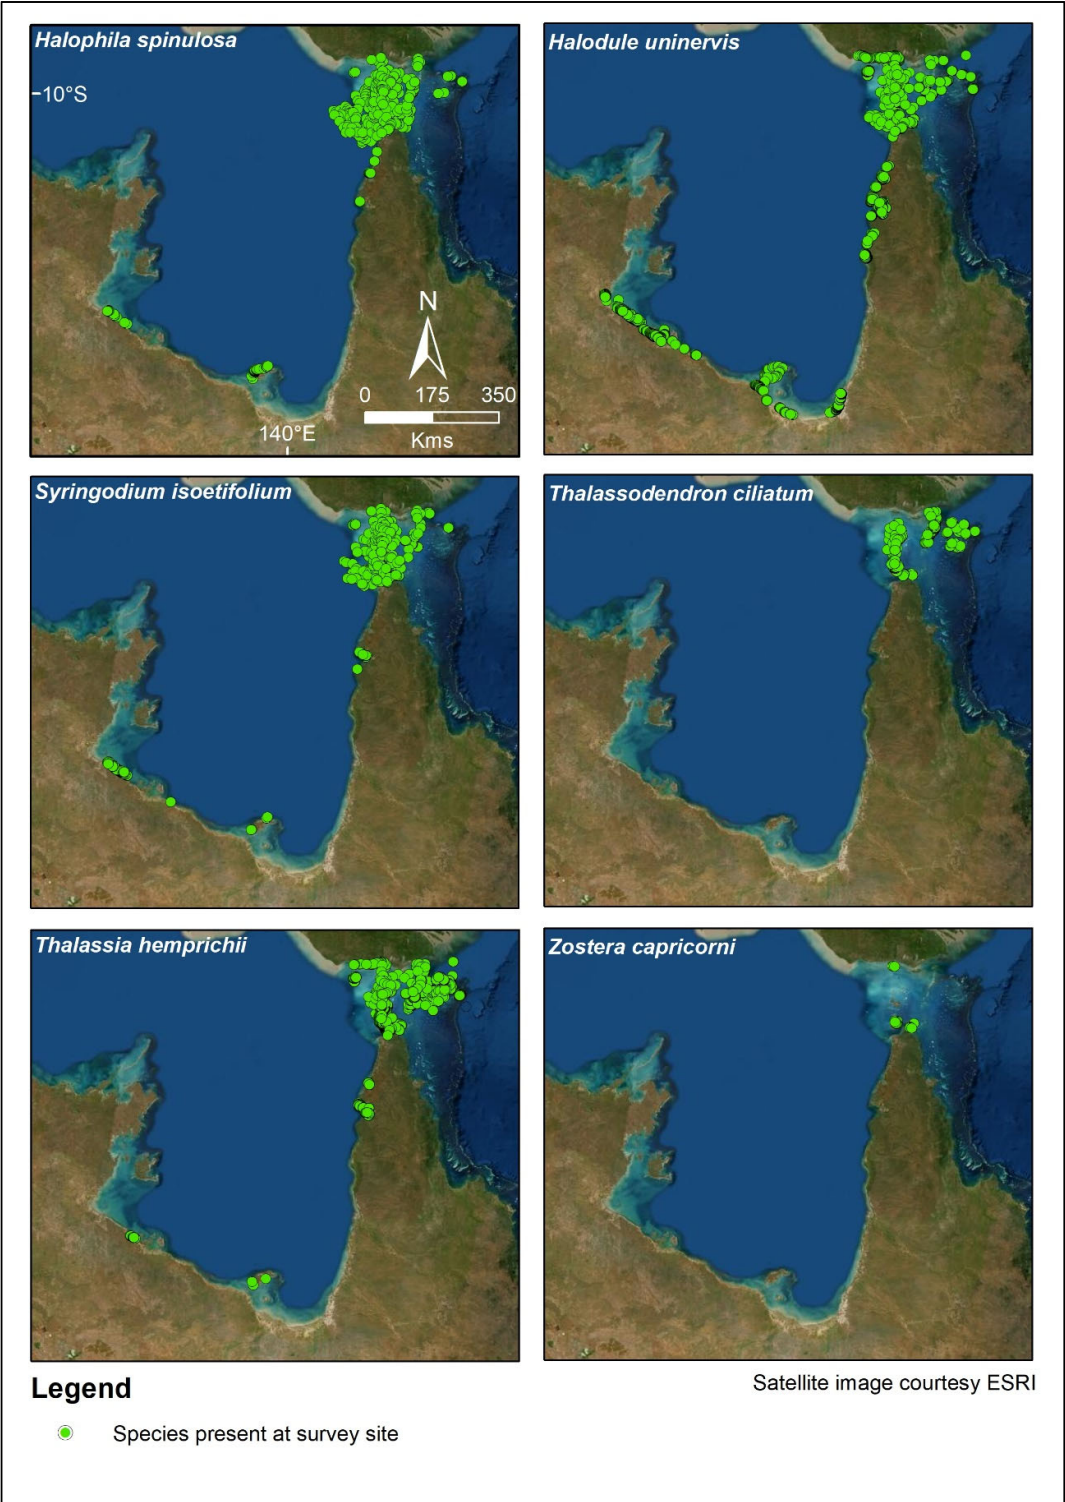 Halophila spinulosa
Halodule uninervis
10°S
N
0 175 350
Kms
140°E
Syringodium isoetifolium
Thalassodendron ciliatum
Thalassia hemprichii
Zostera capricorni
Legend
Satellite image courtesy ESRI
Species present at survey site